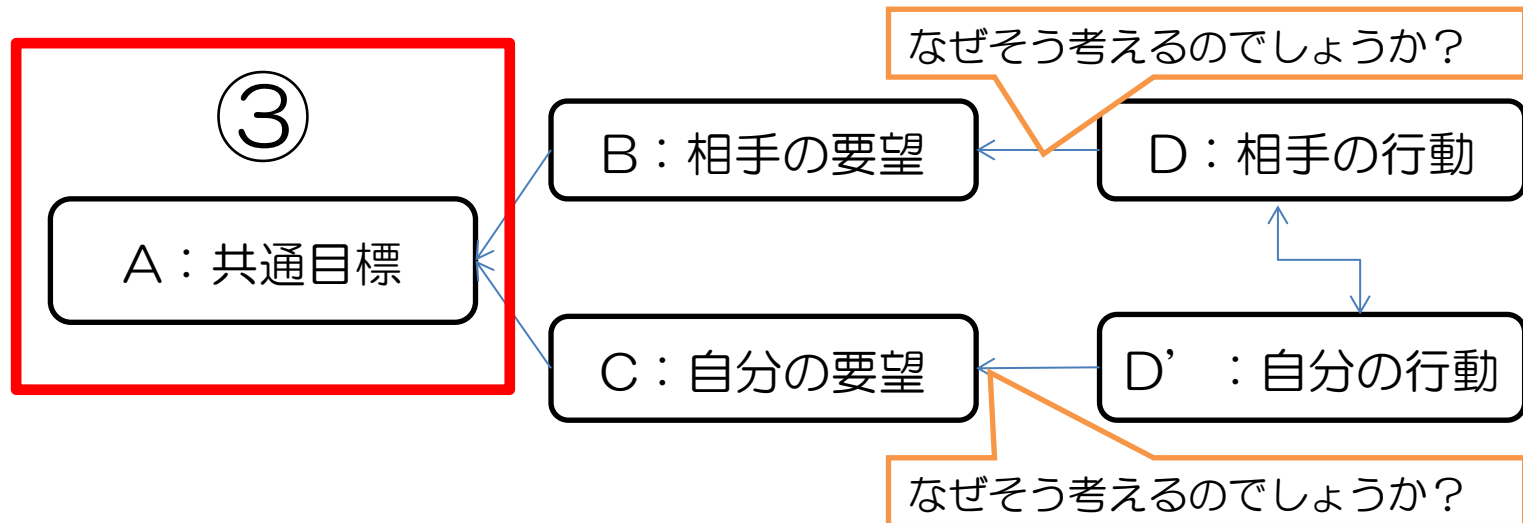 なぜそう考えるのでしょうか？
③
B：相手の要望
D：相手の行動
A：共通目標
C：自分の要望
D’：自分の行動
なぜそう考えるのでしょうか？